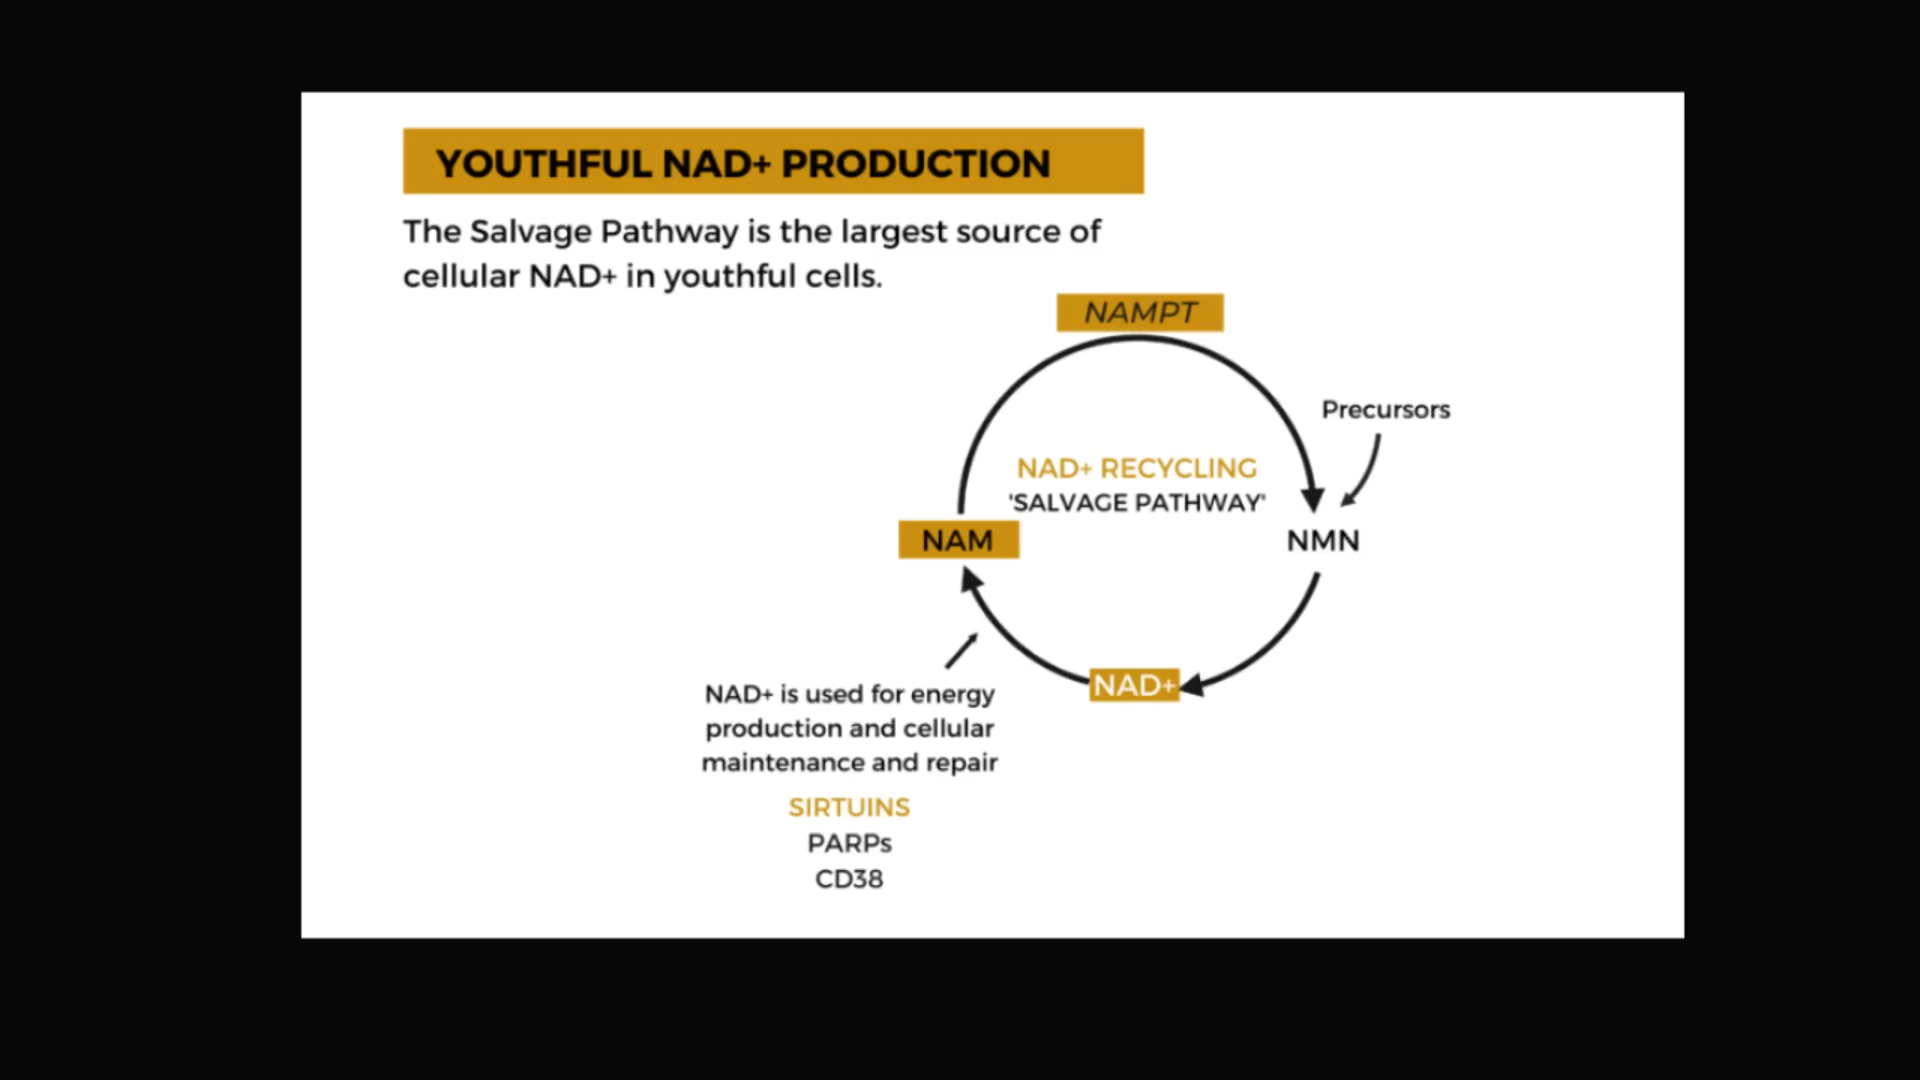 YOUTHFUL NAD+ PRODUCTION
The Salvage Pathway is the largest source of
cellular NAD+ in youthful cells.
NAMPT
Precursors
NAD+ RECYCLING
'SALVAGE PATHWAY'
NAM
NMN
NAD+
NAD+ is used for energy
production and cellular
maintenance and repair
SIRTUINS
PARPs
CD38